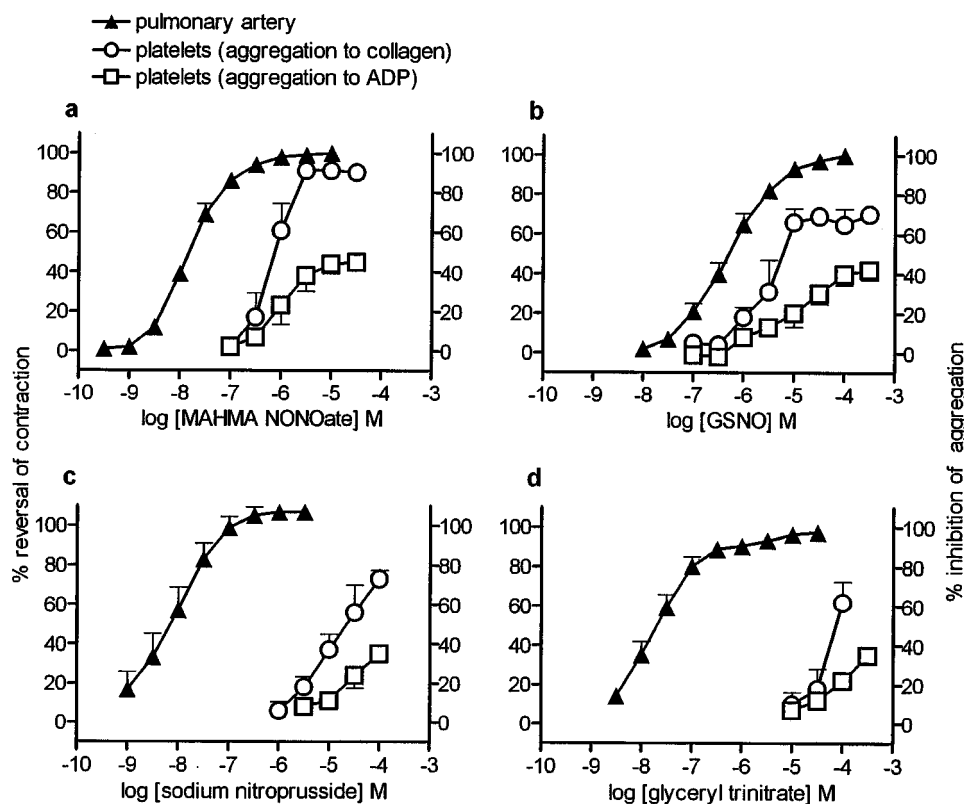 pulmonary artery
platelets (aggregation to collagen)
platelets (aggregation to ADP)
a
b
100
80
60
40
20
0
100
80
60
40
20
0
100
80
60
40
20
0
100
80
60
40
20
0
-10 -9 -8 -7 -6 -5 -4 -3
-10 -9 -8 -7 -6 -5 -4 -3
log [MAHMA NONOate] M
log [GSNO] M
% reversal of contraction
% inhibition of aggregation
c
d
100
80
60
40
20
0
100
80
60
40
20
0
100
80
60
40
20
0
100
80
60
40
20
0
-10 -9 -8 -7 -6 -5 -4 -3
-10 -9 -8 -7 -6 -5 -4 -3
log [sodium nitroprusside] M
log [glyceryl trinitrate] M